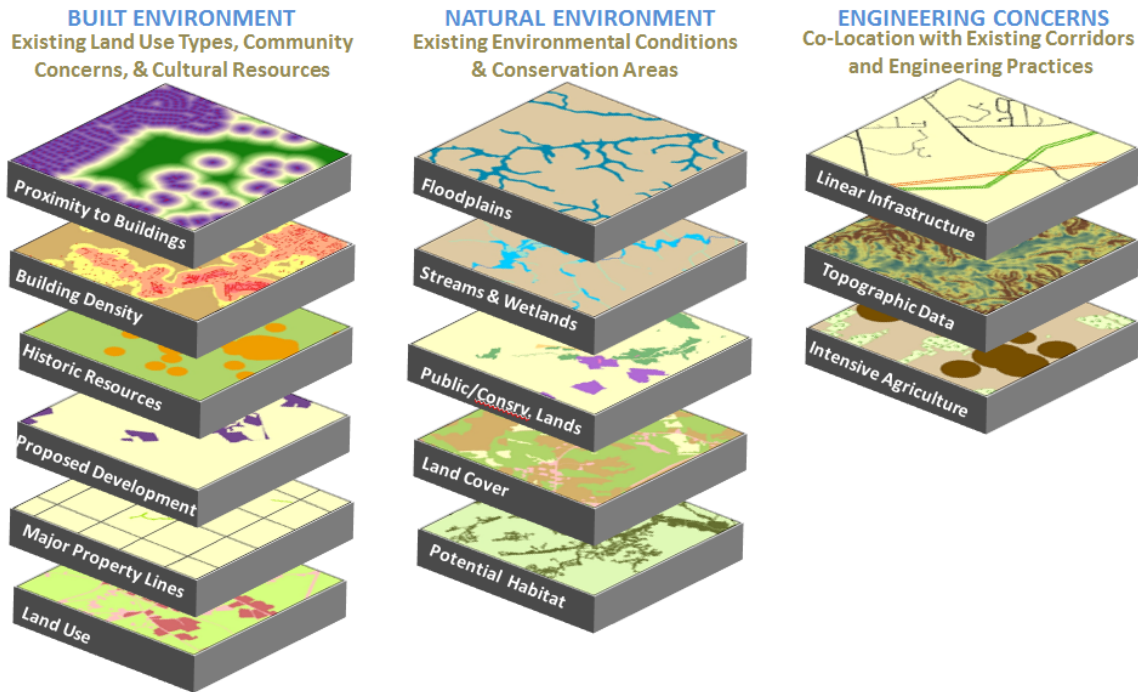 BUILT ENVIRONMENT
Existing Land Use Types, Community
Concerns, & Cultural Resources
Proximity to Buildings
Building Density
Historic Resources
Proposed Development
Major Property Lines
Land Use
NATURAL ENVIRONMENT
Existing Environmental Conditions
& Conservation Areas
Floodplains
Streams & Wetlands
Public/Consrv. Lands
Land Cover
Potential Habitat
ENGINEERING CONCERNS
Co-Location with Existing Corridors
and Engineering Practices
Linear Infrastructure
Topographic Data
Intensive Agriculture